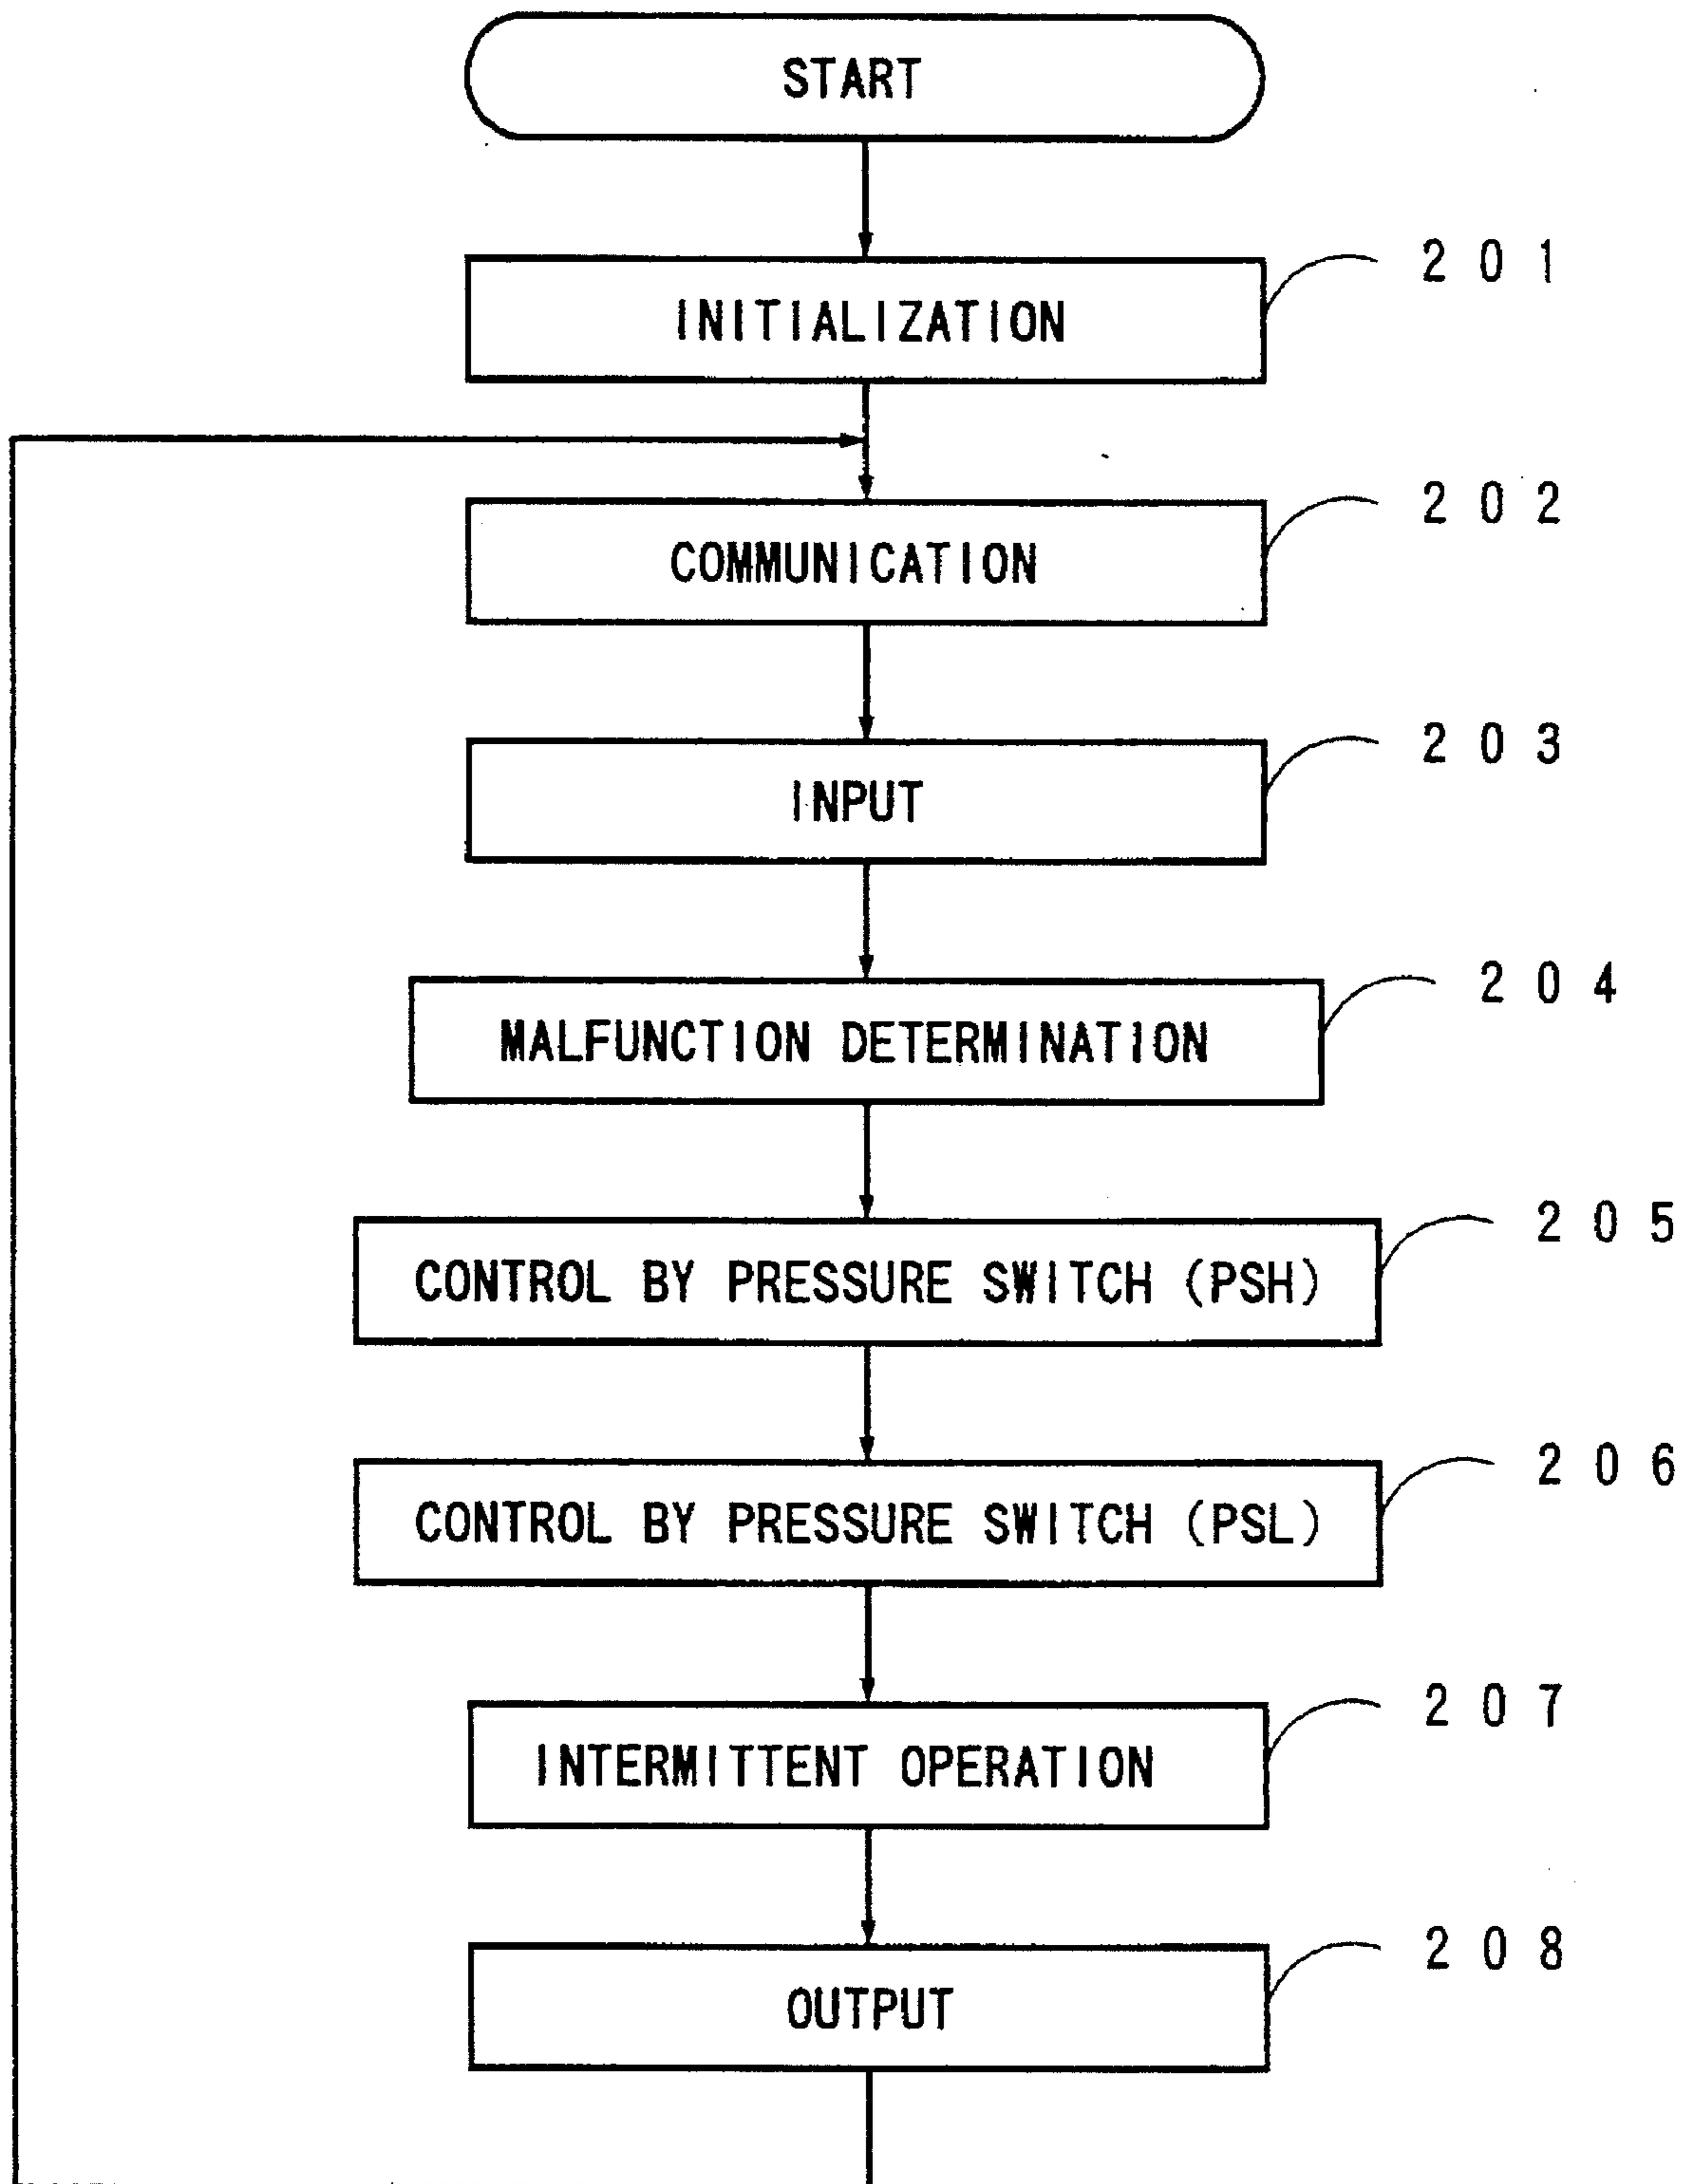 START
INITIALIZATION
201
COMMUNICATION
202
INPUT
203
MALFUNCTION DETERMINATION
204
CONTROL BY PRESSURE SWITCH (PSH)
205
CONTROL BY PRESSURE SWITCH (PSL)
206
INTERMITTENT OPERATION
207
OUTPUT
208